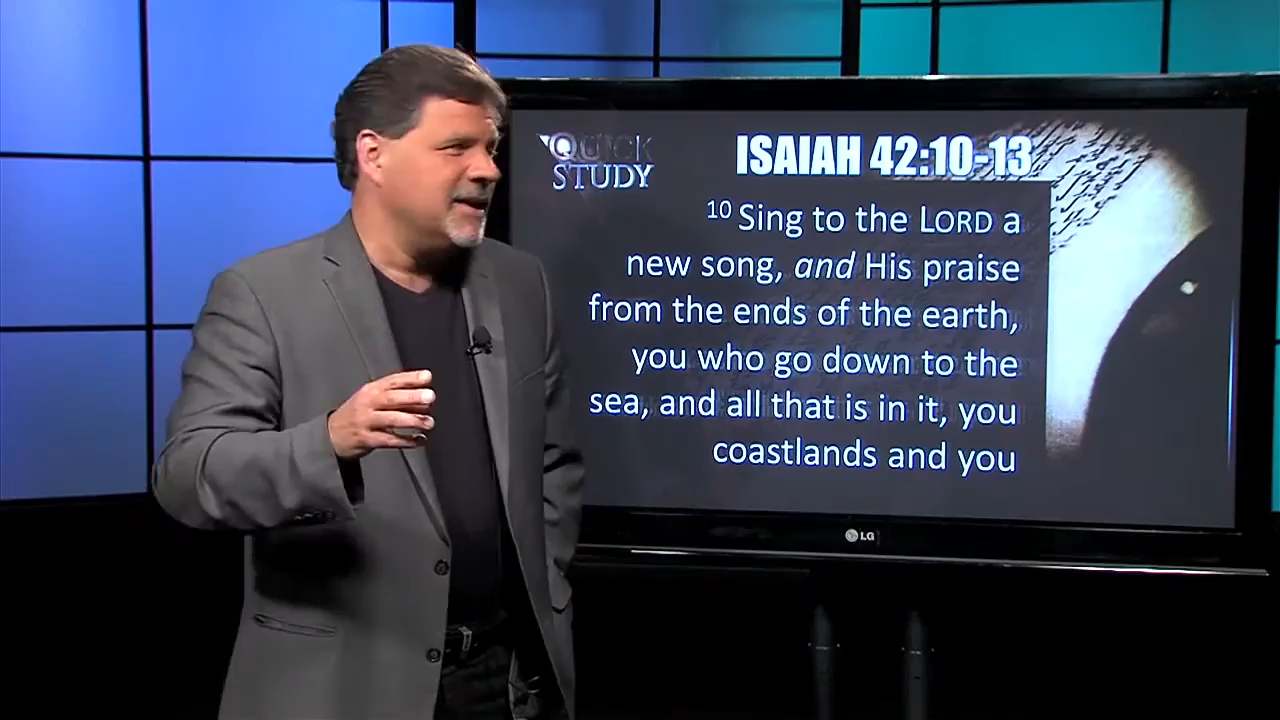 QUICK
STUDY
ISAIAH 42:10-13
10 Sing to the LORD a
new song, and His praise
from the ends of the earth,
you who go down to the
sea, and all that is in it, you
coastlands and you
LG